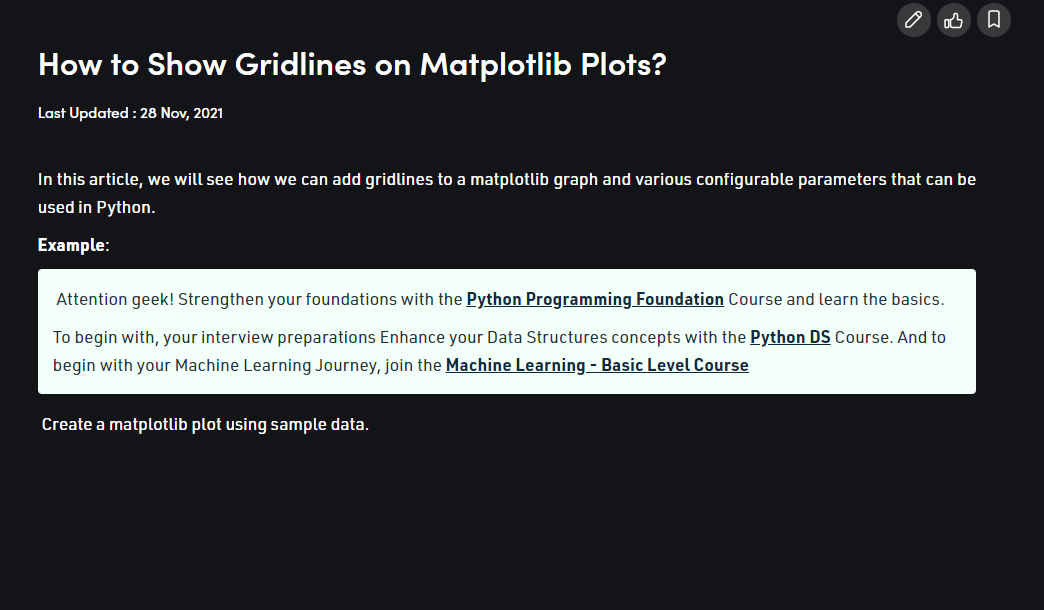 How to Show Gridlines on Matplotlib Plots?
Last Updated : 28 Nov, 2021
In this article, we will see how we can add gridlines to a matplotlib graph and various configurable parameters that can be
used in Python.
Example:
Attention geek! Strengthen your foundations with the Python Programming Foundation Course and learn the basics.
To begin with, your interview preparations Enhance your Data Structures concepts with the Python DS Course. And to
begin with your Machine Learning Journey, join the Machine Learning - Basic Level Course
Create a matplotlib plot using sample data.